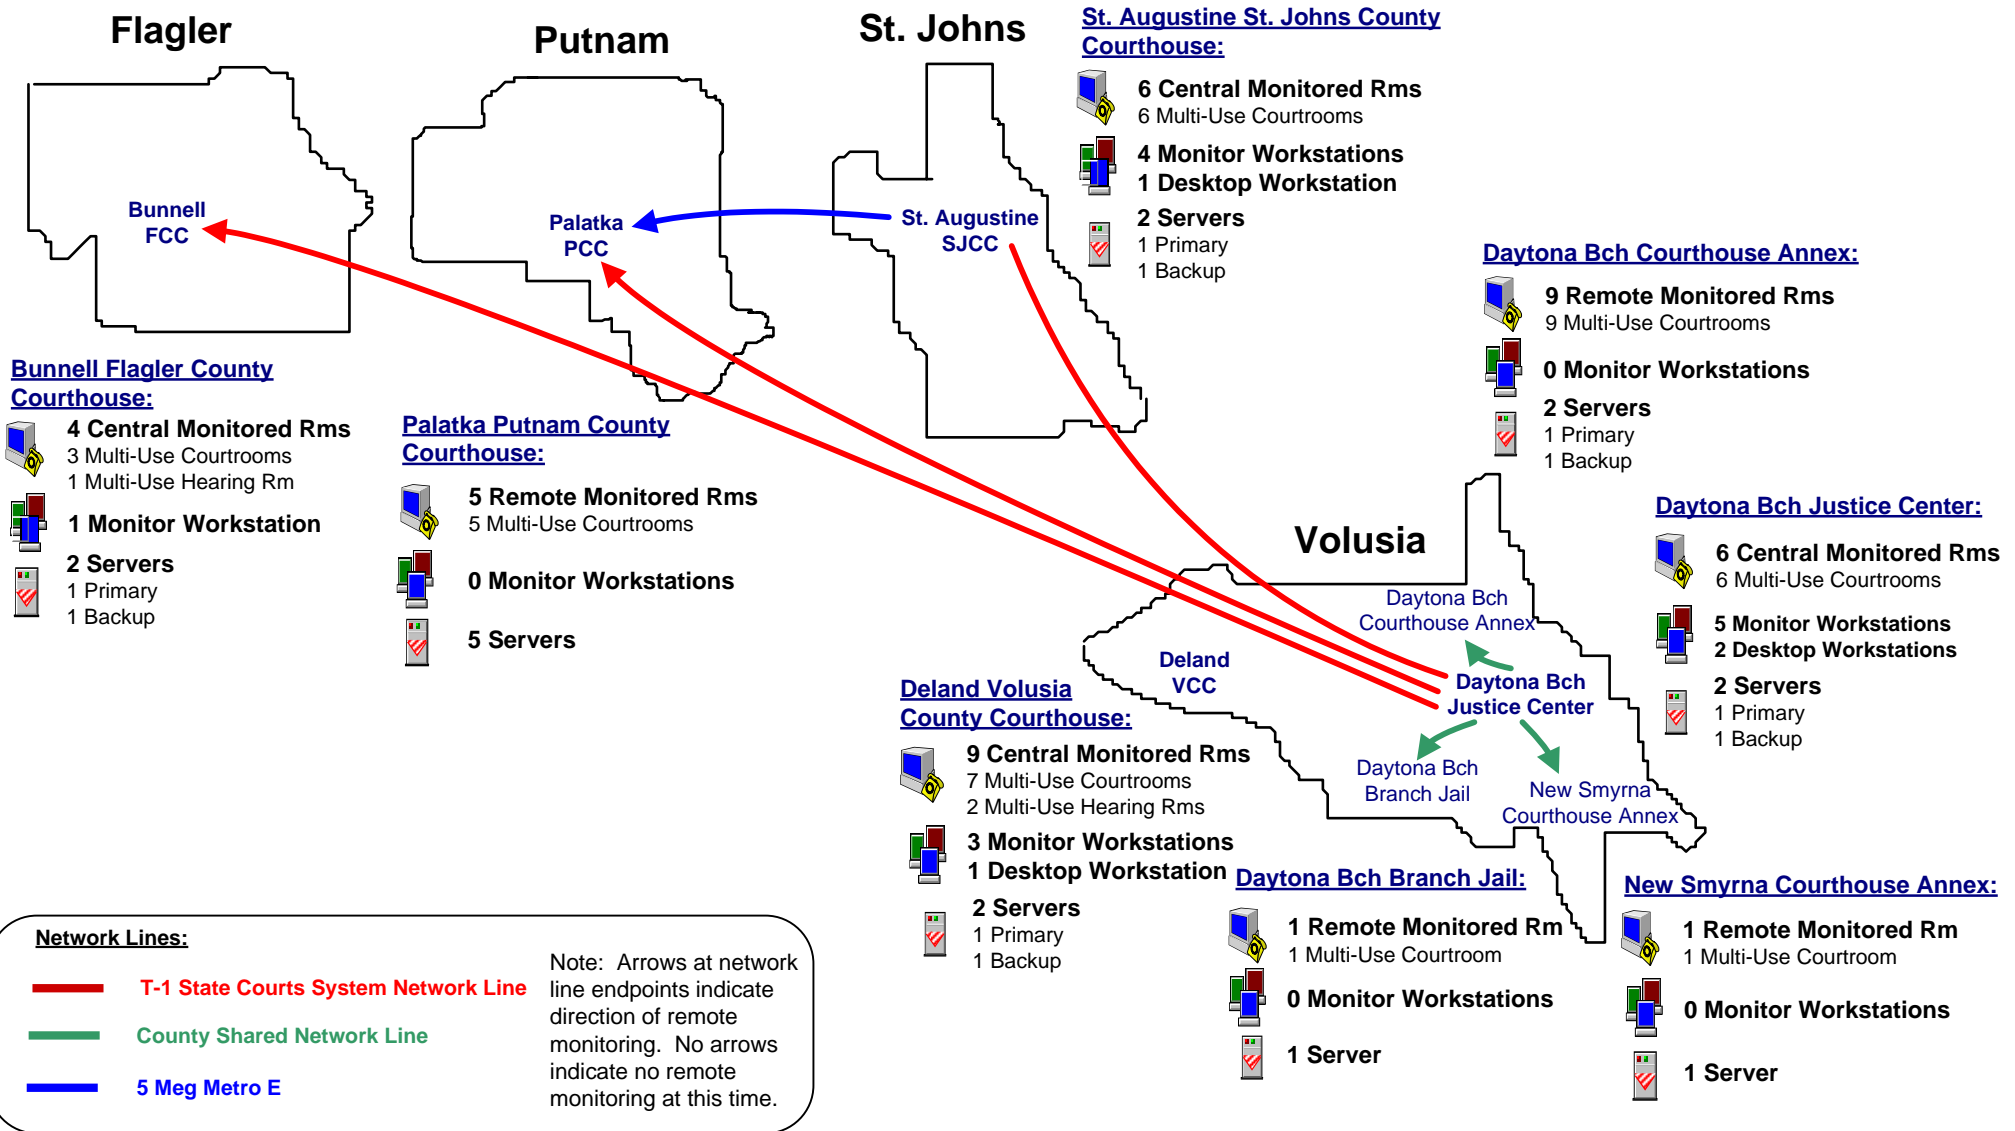 Flagler
Putnam
St. Johns
Bunnell
FCC
Palatka
PCC
St. Augustine
SJCC
St. Augustine St. Johns County
Courthouse:
6 Central Monitored Rms
6 Multi-Use Courtrooms
4 Monitor Workstations
1 Desktop Workstation
2 Servers
1 Primary
1 Backup
Daytona Bch Courthouse Annex:
9 Remote Monitored Rms
9 Multi-Use Courtrooms
0 Monitor Workstations
2 Servers
1 Primary
1 Backup
Bunnell Flagler County
Courthouse:
4 Central Monitored Rms
3 Multi-Use Courtrooms
1 Multi-Use Hearing Rm
1 Monitor Workstation
2 Servers
1 Primary
1 Backup
Palatka Putnam County
Courthouse:
5 Remote Monitored Rms
5 Multi-Use Courtrooms
0 Monitor Workstations
5 Servers
Volusia
Daytona Bch
Courthouse Annex
Deland
VCC
Daytona Bch
Justice Center
Daytona Bch
Branch Jail
New Smyrna
Courthouse Annex
Daytona Bch Justice Center:
6 Central Monitored Rms
6 Multi-Use Courtrooms
5 Monitor Workstations
2 Desktop Workstations
2 Servers
1 Primary
1 Backup
Deland Volusia
County Courthouse:
9 Central Monitored Rms
7 Multi-Use Courtrooms
2 Multi-Use Hearing Rms
3 Monitor Workstations
1 Desktop Workstation
2 Servers
1 Primary
1 Backup
Daytona Bch Branch Jail:
1 Remote Monitored Rm
1 Multi-Use Courtroom
0 Monitor Workstations
1 Server
New Smyrna Courthouse Annex:
1 Remote Monitored Rm
1 Multi-Use Courtroom
0 Monitor Workstations
1 Server
Network Lines:
T-1 State Courts System Network Line
County Shared Network Line
5 Meg Metro E
Note: Arrows at network
line endpoints indicate
direction of remote
monitoring. No arrows
indicate no remote
monitoring at this time.